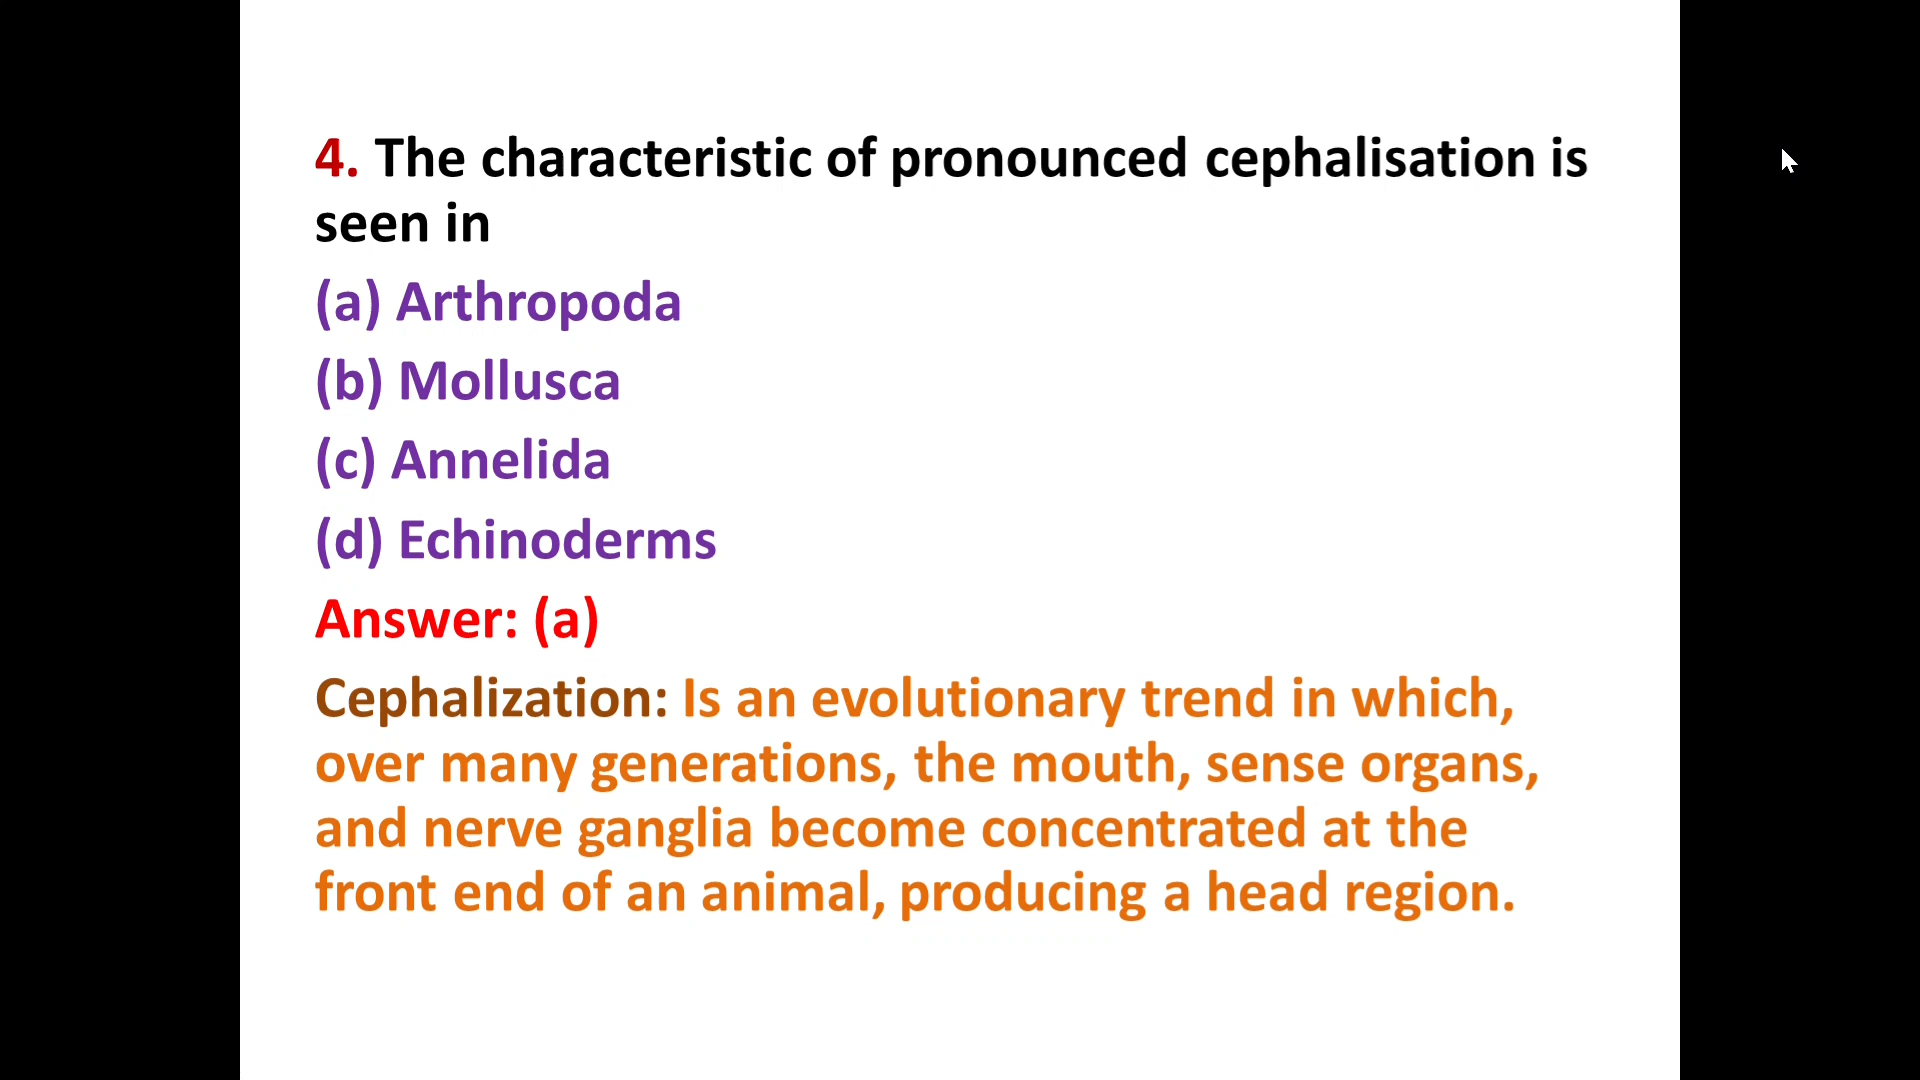 4. The characteristic of pronounced cephalisation is
seen in
(a) Arthropoda
(b) Mollusca
(c) Annelida
(d) Echinoderms
Answer: (a)
Cephalization: Is an evolutionary trend in which,
over many generations, the mouth, sense organs,
and nerve ganglia become concentrated at the
front end of an animal, producing a head region.